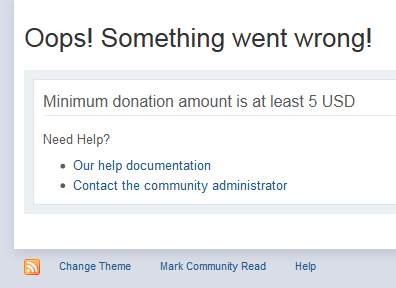 Oops! Something went wrong!
Minimum donation amount is at least 5 USD
Need Help?
Our help documentation
Contact the community administrator
Change Theme Mark Community Read Help